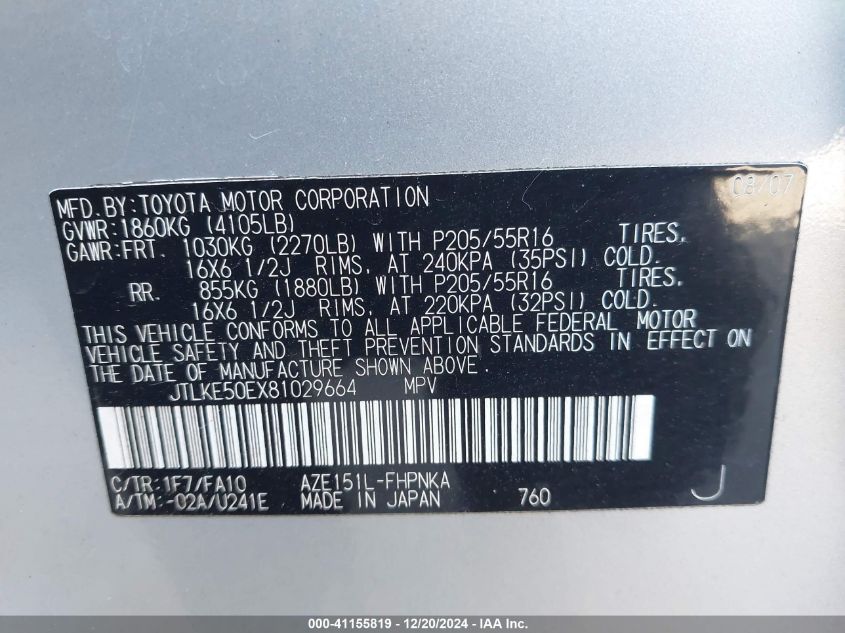 08/07
MFD. BY: TOYOTA MOTOR CORPORATION
GVWR: 1860KG (4105LB)
GAWR: FRT. 1030KG (2270LB) WITH P205/55R16 TIRES,
16X6 1/2J RIMS, AT 240KPA (35PSI) COLD.
RR. 855KG (1880LB) WITH P205/55R16 TIRES,
16X6 1/2J RIMS, AT 220KPA (32PSI) COLD.
THIS VEHICLE CONFORMS TO ALL APPLICABLE FEDERAL MOTOR
VEHICLE SAFETY AND THEFT PREVENTION STANDARDS IN EFFECT ON
THE DATE OF MANUFACTURE SHOWN ABOVE.
JTLKE50EX81029664 MPV
C/TR: 1F7/FA10 AZE151L-FHPNKA
A/TM: -02A/U241E MADE IN JAPAN 760 J
000-41155819 - 12/20/2024 - IAA Inc.